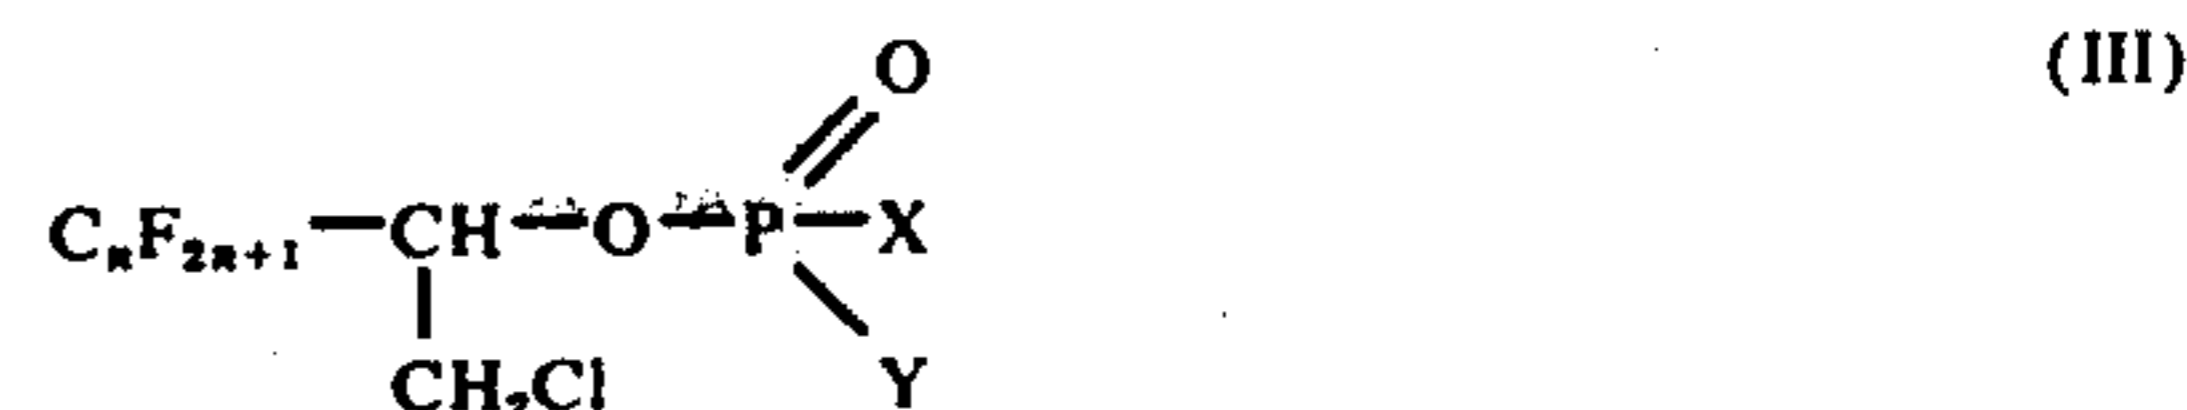 O (III)
CₙF₂ₙ₊₁—CH—O—P—X
CH₂Cl Y